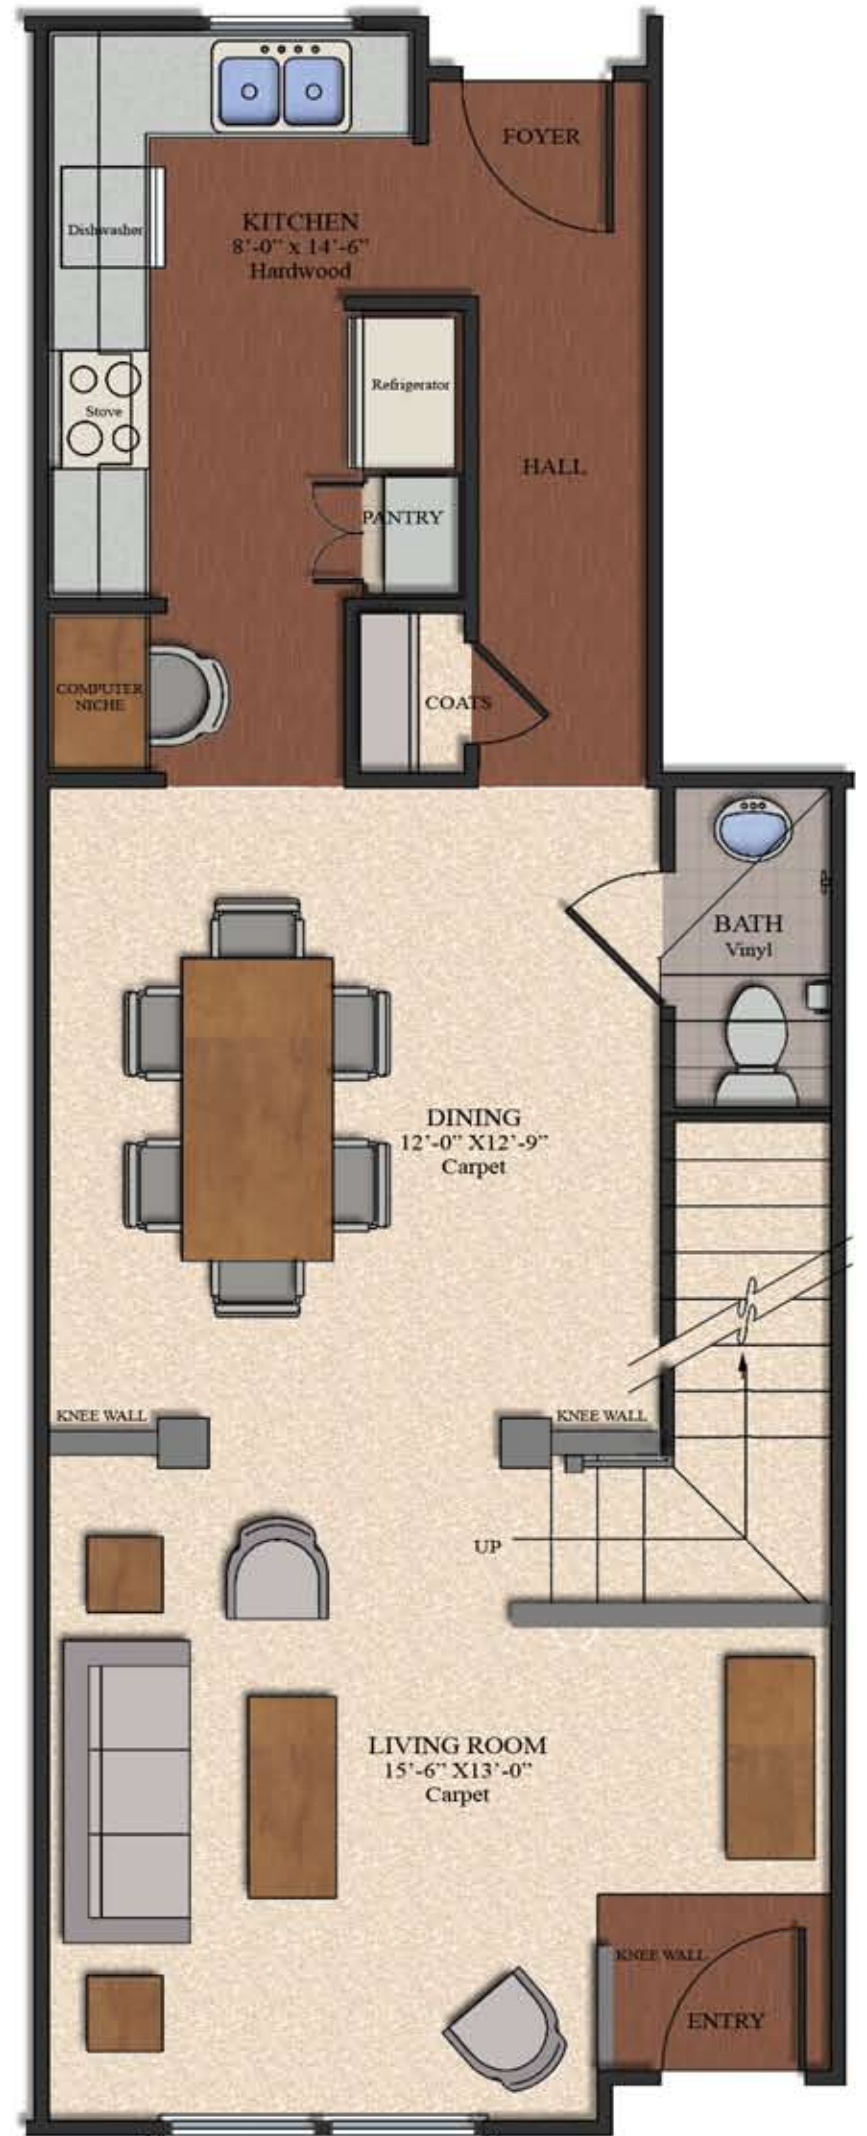 FOYER
KITCHEN
8'-0" x 14'-6"
Hardwood
Dishwasher
Refrigerator
Stove
HALL
PANTRY
COMPUTER
NICHE
COATS
BATH
Vinyl
DINING
12'-0" X12'-9"
Carpet
KNEE WALL
KNEE WALL
UP
LIVING ROOM
15'-6" X13'-0"
Carpet
KNEE WALL
ENTRY